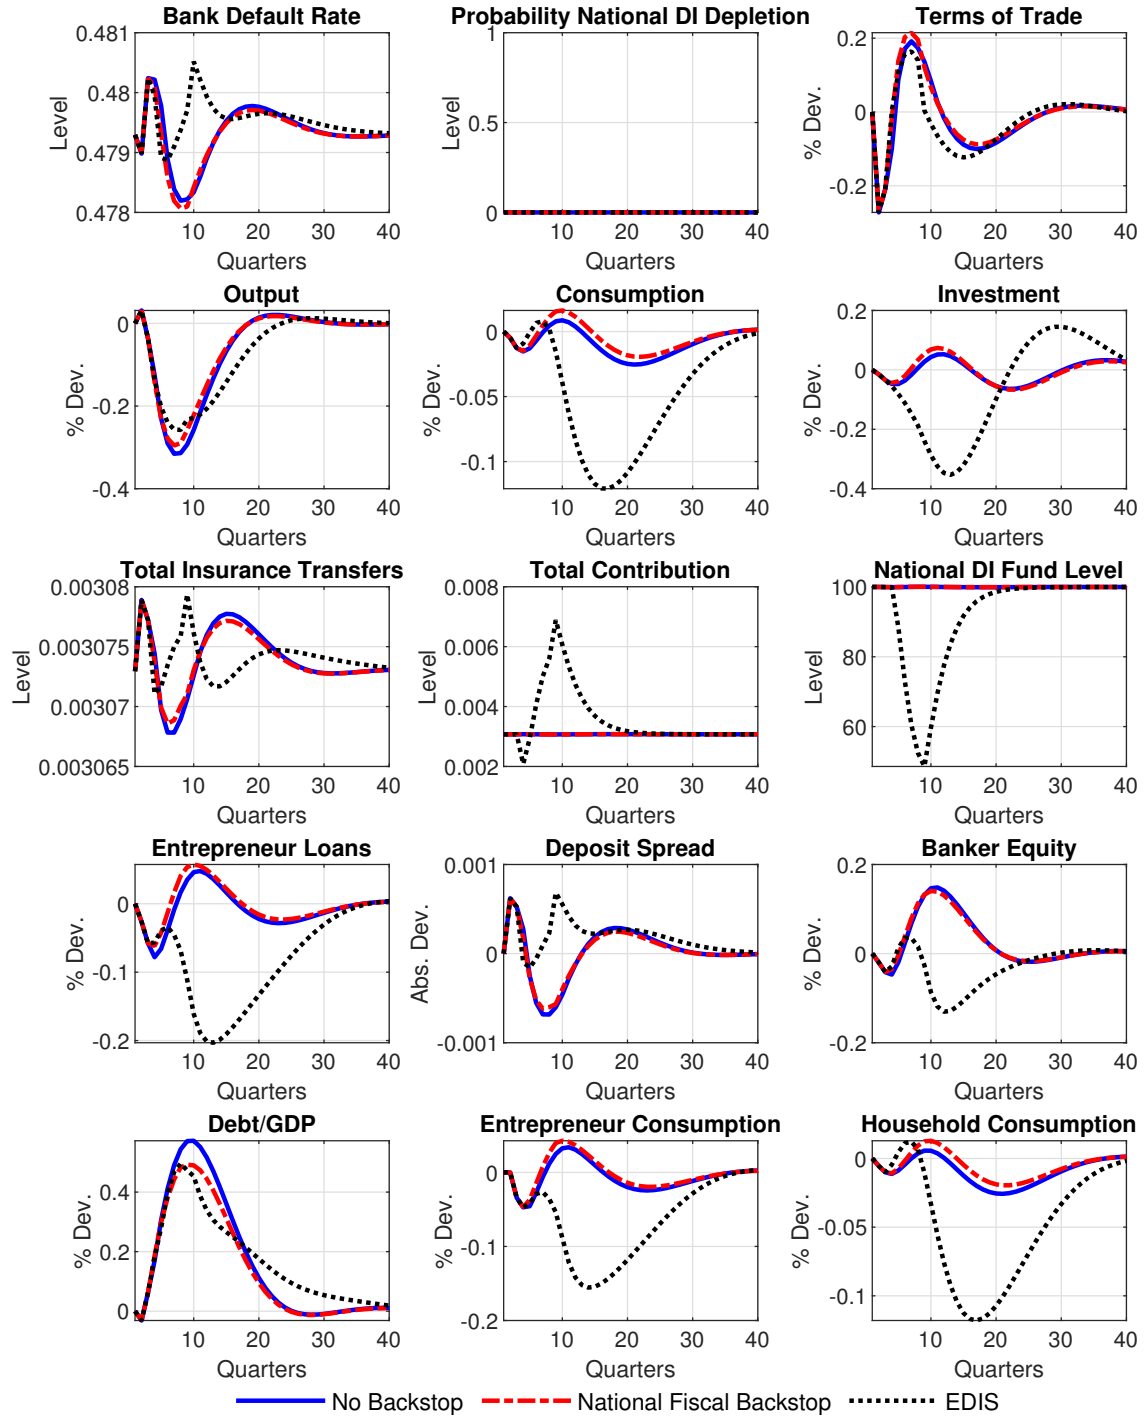 Bank Default Rate
Probability National DI Depletion
Terms of Trade
0.481
0.48
0.479
0.478
Level
10 20 30 40
Quarters
1
0.5
0
Level
10 20 30 40
Quarters
0.2
0
-0.2
% Dev.
10 20 30 40
Quarters
Output
Consumption
Investment
0
-0.2
-0.4
% Dev.
10 20 30 40
Quarters
0
-0.05
-0.1
% Dev.
10 20 30 40
Quarters
0.2
0
-0.2
-0.4
% Dev.
10 20 30 40
Quarters
Total Insurance Transfers
Total Contribution
National DI Fund Level
0.00308
0.003075
0.00307
0.003065
Level
10 20 30 40
Quarters
0.008
0.006
0.004
0.002
Level
10 20 30 40
Quarters
100
80
60
Level
10 20 30 40
Quarters
Entrepreneur Loans
Deposit Spread
Banker Equity
0
-0.1
-0.2
% Dev.
10 20 30 40
Quarters
0.001
0
-0.001
Abs. Dev.
10 20 30 40
Quarters
0.2
0
-0.2
% Dev.
10 20 30 40
Quarters
Debt/GDP
Entrepreneur Consumption
Household Consumption
0.4
0.2
0
% Dev.
10 20 30 40
Quarters
0
-0.1
-0.2
% Dev.
10 20 30 40
Quarters
0
-0.05
-0.1
% Dev.
10 20 30 40
Quarters
No Backstop National Fiscal Backstop EDIS